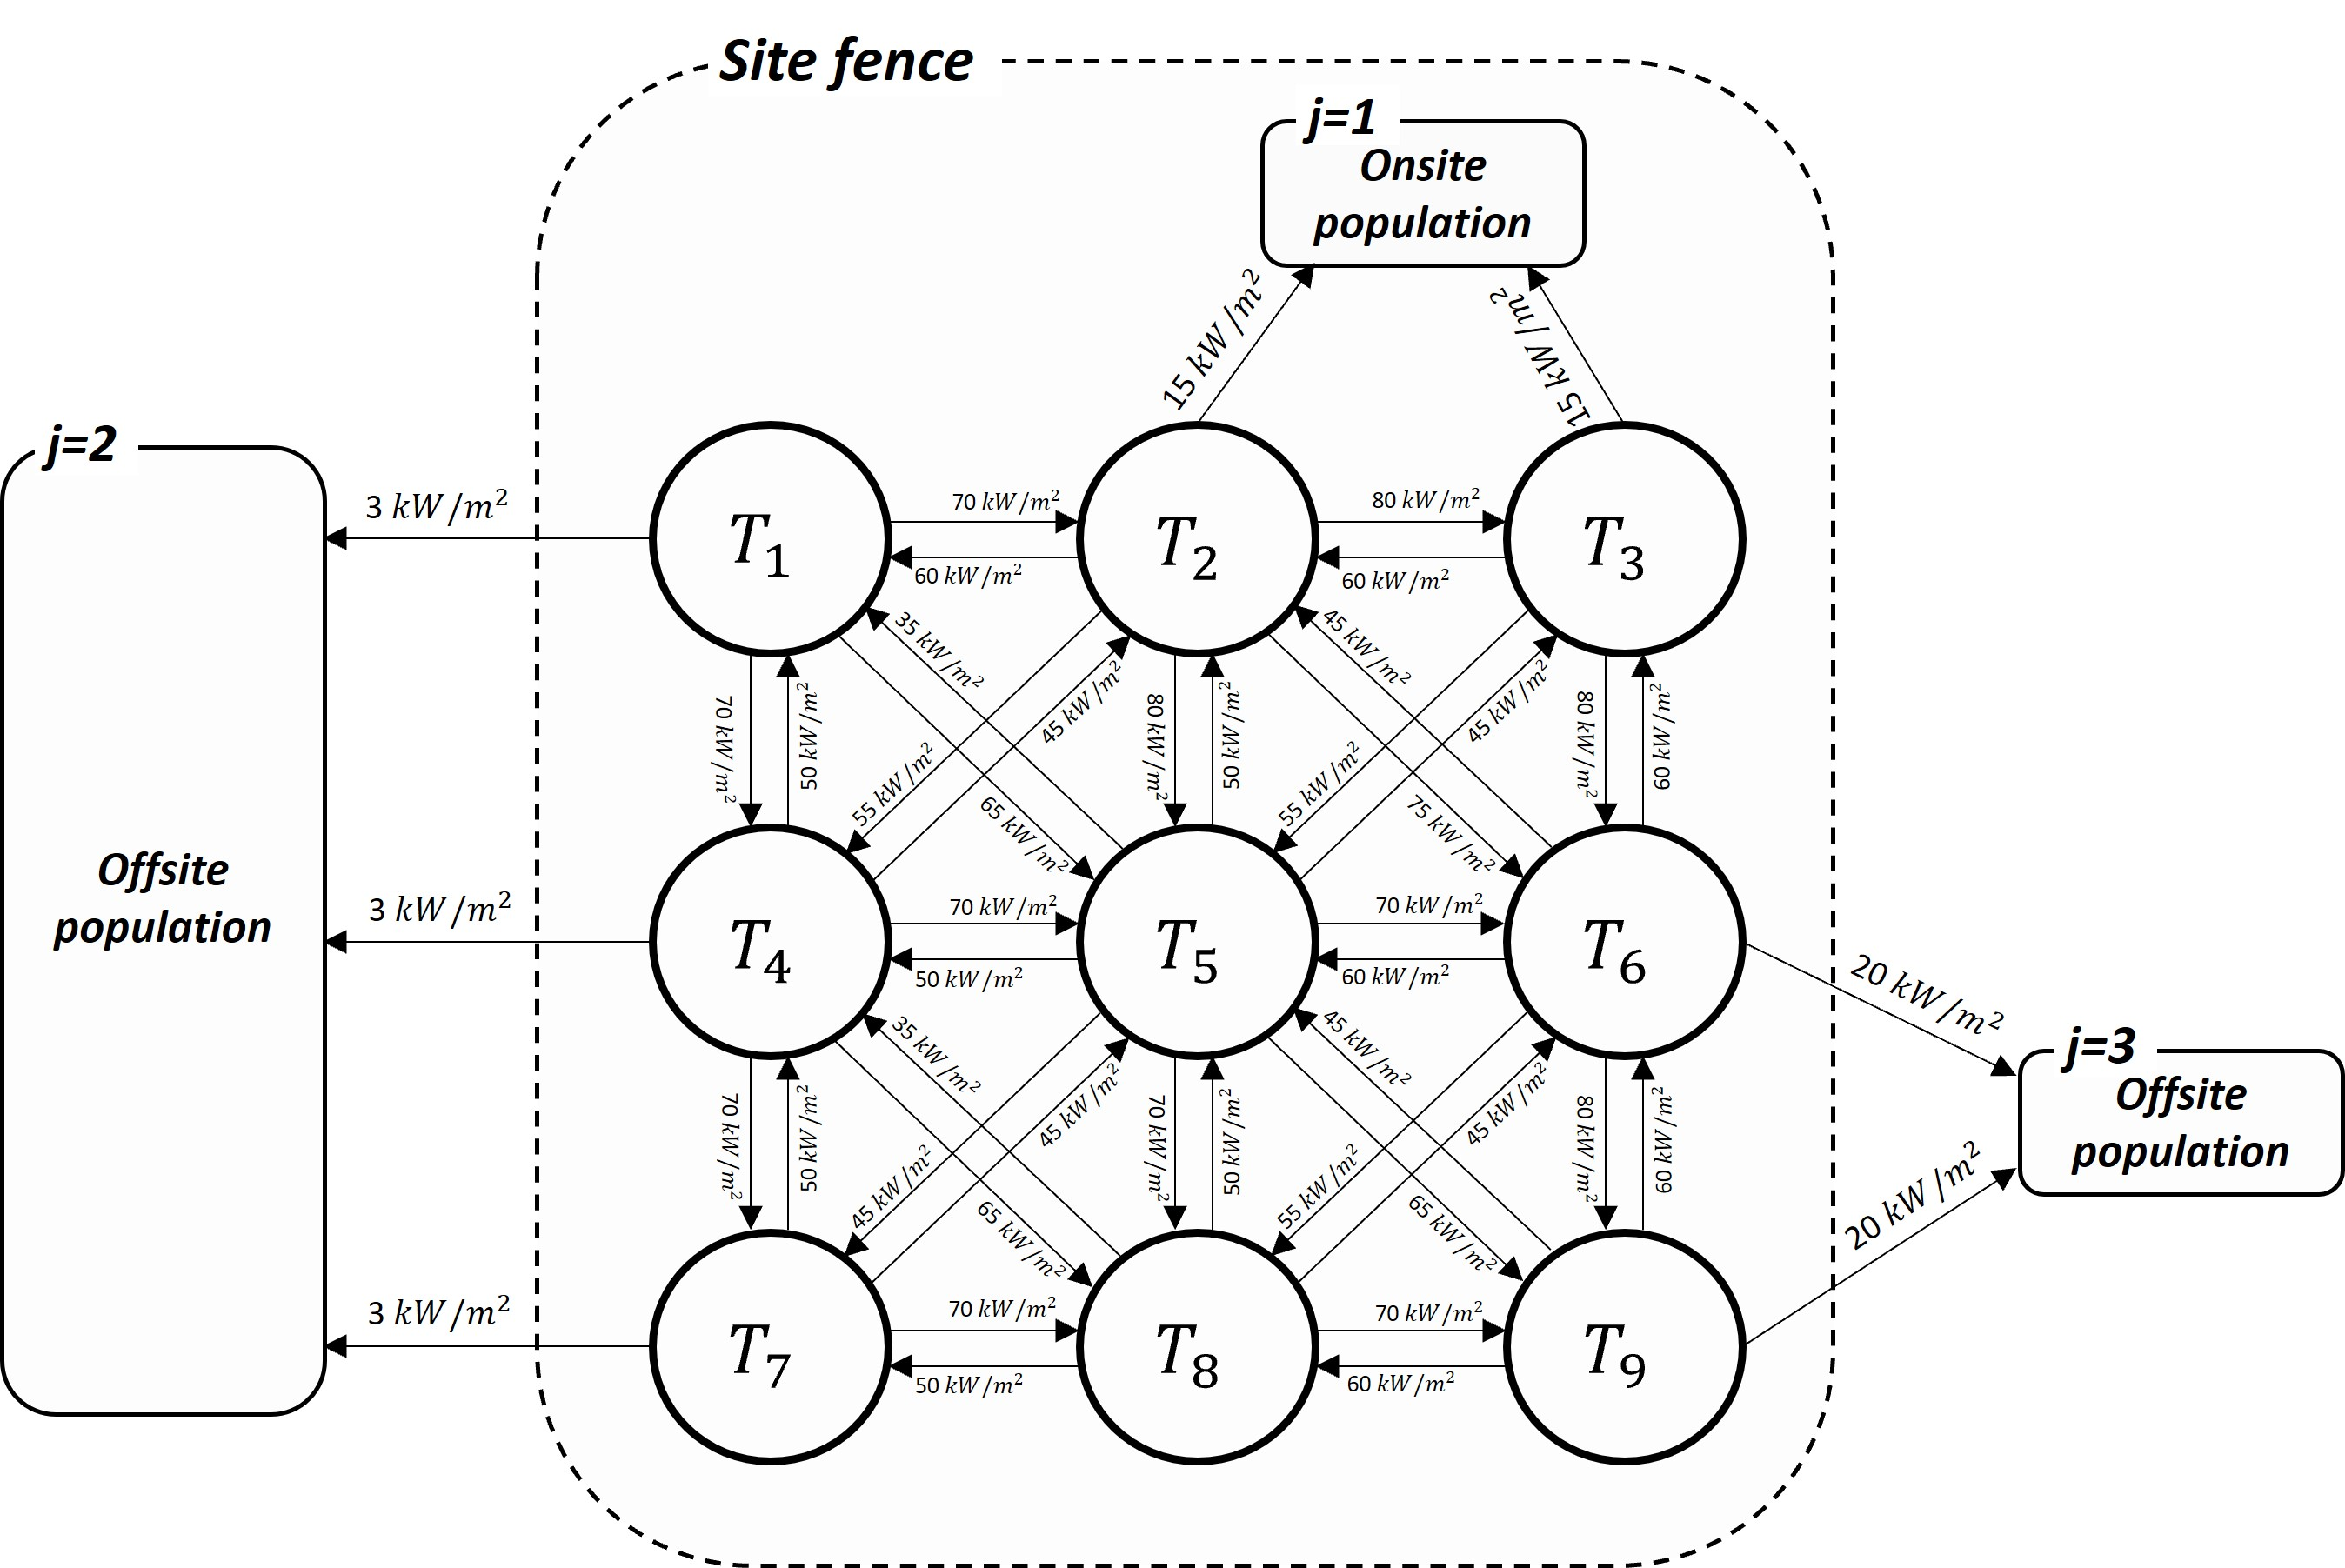 Site fence
j=1
Onsite
population
15 kW/m²
15 kW/m²
j=2
Offsite
population
3 kW/m²
T₁
70 kW/m²
60 kW/m²
T₂
80 kW/m²
60 kW/m²
T₃
35 kW/m²
45 kW/m²
70 kW/m²
50 kW/m²
55 kW/m²
45 kW/m²
65 kW/m²
80 kW/m²
50 kW/m²
55 kW/m²
45 kW/m²
75 kW/m²
80 kW/m²
60 kW/m²
3 kW/m²
T₄
70 kW/m²
50 kW/m²
T₅
70 kW/m²
60 kW/m²
T₆
20 kW/m²
j=3
Offsite
population
20 kW/m²
35 kW/m²
45 kW/m²
70 kW/m²
50 kW/m²
45 kW/m²
45 kW/m²
65 kW/m²
70 kW/m²
50 kW/m²
55 kW/m²
45 kW/m²
65 kW/m²
80 kW/m²
60 kW/m²
3 kW/m²
T₇
70 kW/m²
50 kW/m²
T₈
70 kW/m²
60 kW/m²
T₉